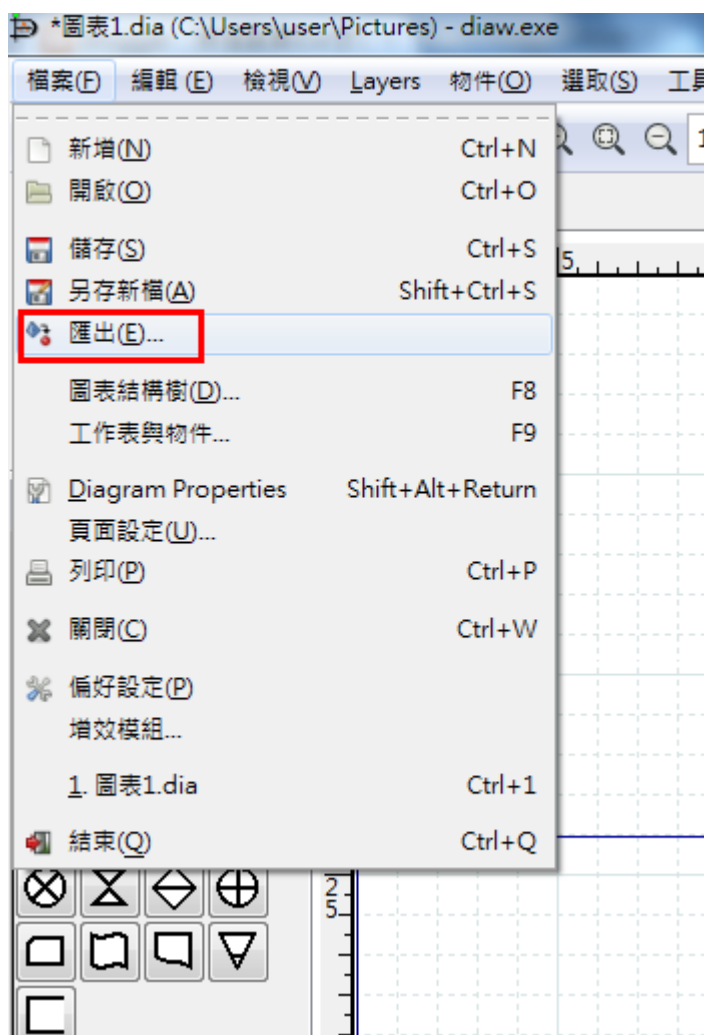 *圖表1.dia (C:\Users\user\Pictures) - diaw.exe
檔案(F) 編輯 (E) 檢視(V) Layers 物件(O) 選取(S) 工具
新增(N) Ctrl+N
開啟(O) Ctrl+O
儲存(S) Ctrl+S
另存新檔(A) Shift+Ctrl+S
匯出(E)...
圖表結構樹(D)... F8
工作表與物件... F9
Diagram Properties Shift+Alt+Return
頁面設定(U)...
列印(P) Ctrl+P
關閉(C) Ctrl+W
偏好設定(P)
增效模組...
1. 圖表1.dia Ctrl+1
結束(Q) Ctrl+Q
1
5
25